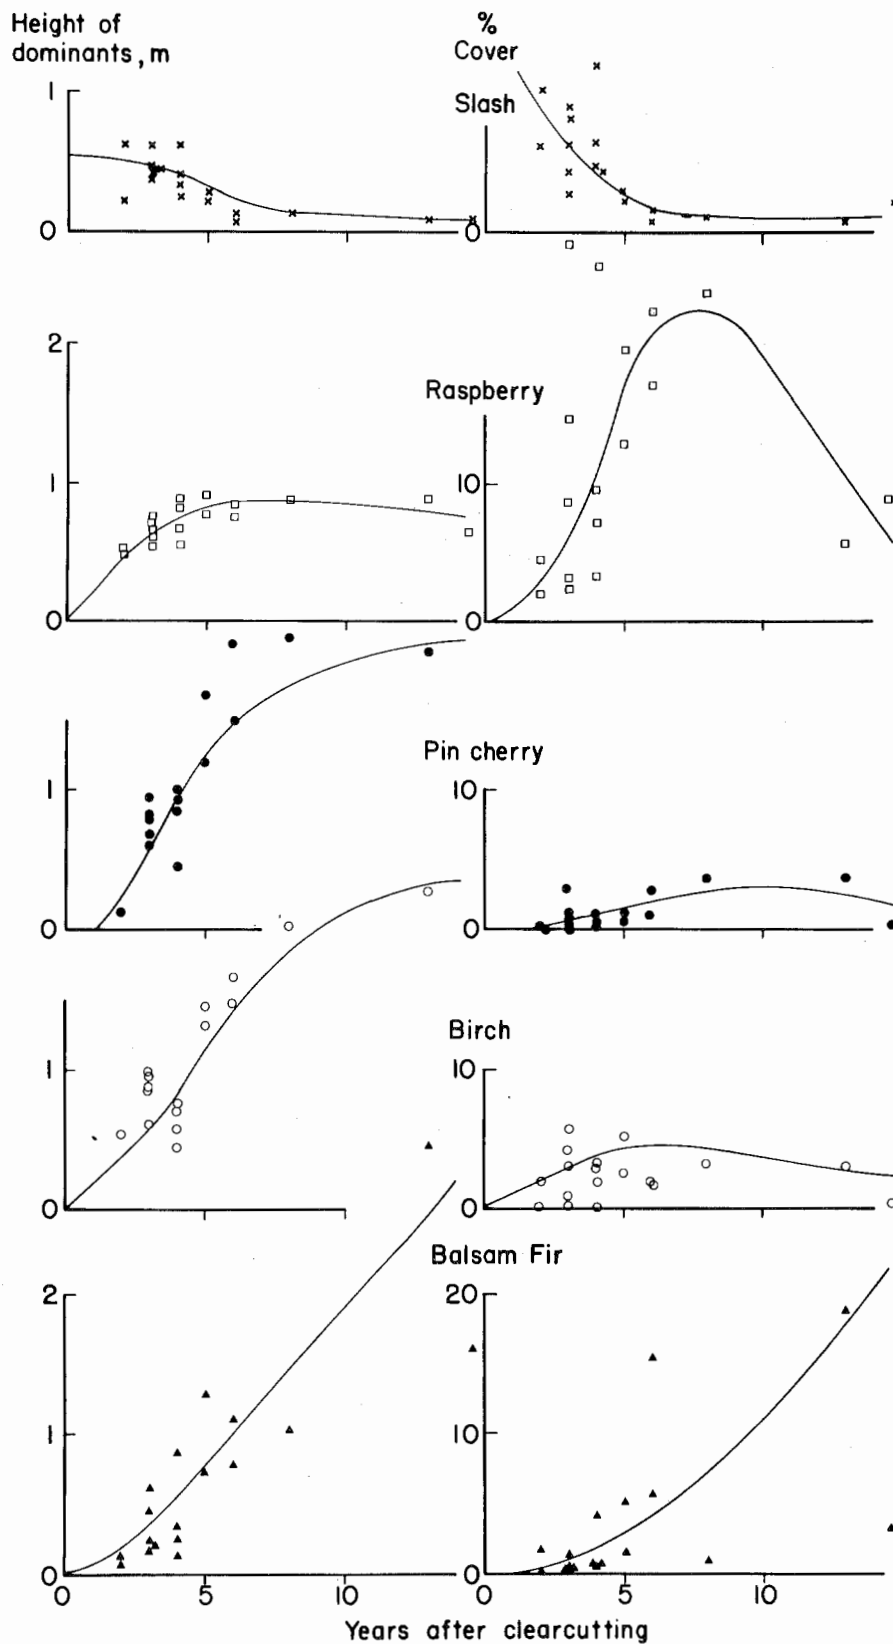 Height of
dominants, m
%
Cover
Slash
1
0
0
Raspberry
2
1
0
10
0
Pin cherry
1
0
10
0
Birch
1
0
10
0
Balsam Fir
2
1
0
20
10
0
0 5 10
0 5 10
Years after clearcutting